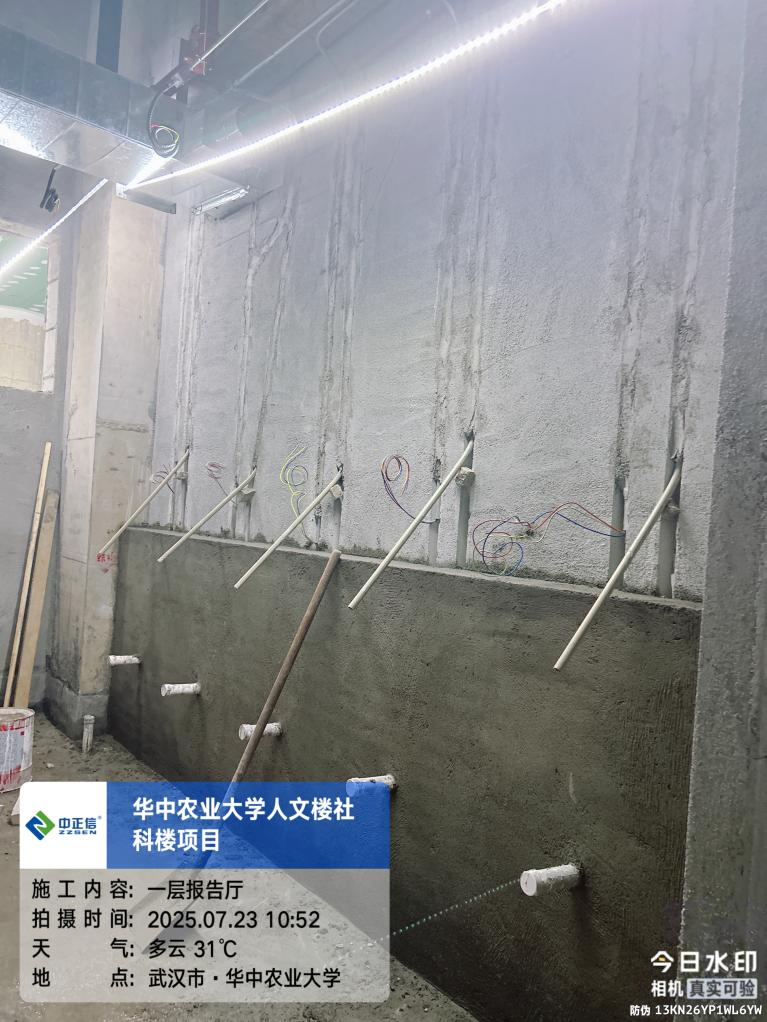 中正信®
ZZSEN
华中农业大学人文楼社
科楼项目
施工内容: 一层报告厅
拍摄时间: 2025.07.23 10:52
天气: 多云 31℃
地点: 武汉市·华中农业大学
今日水印
相机 真实可验
防伪 13KN26YP1WL6YW